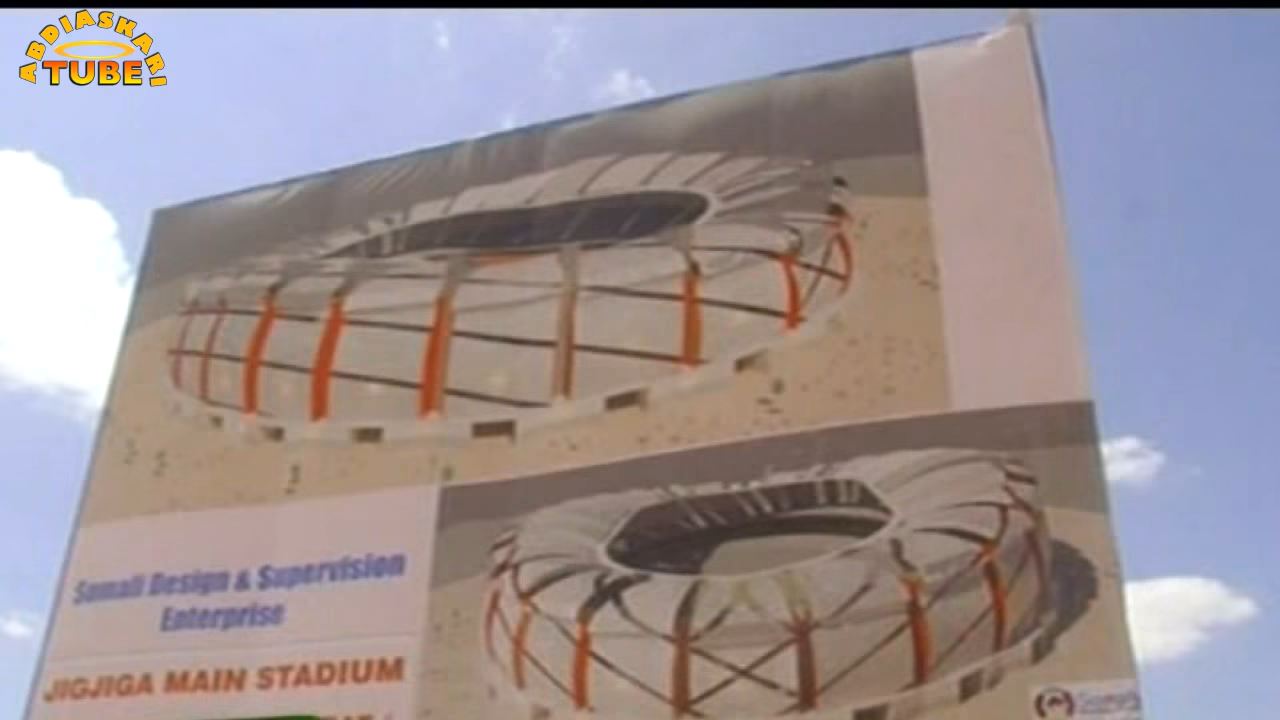 ABDIASKARI
TUBE
Somali Design & Supervision
Enterprise
JIGJIGA MAIN STADIUM